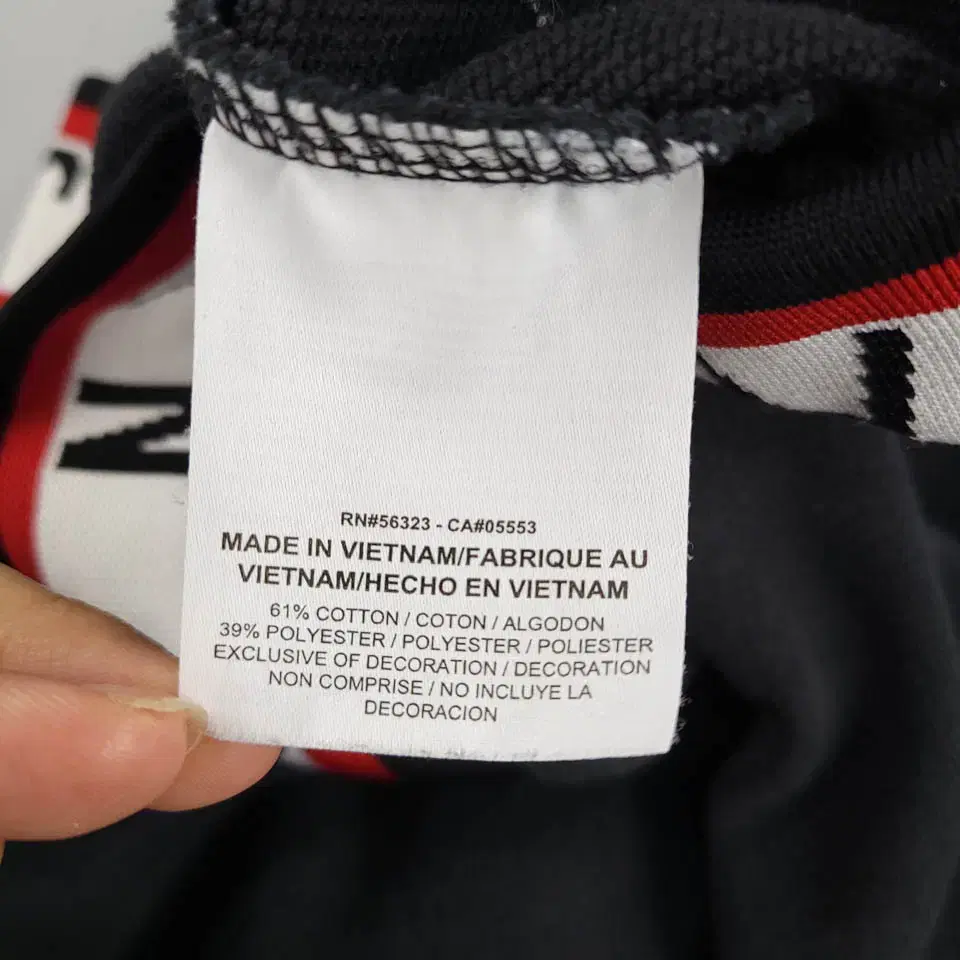 RN#56323 - CA#05553
MADE IN VIETNAM/FABRIQUE AU
VIETNAM/HECHO EN VIETNAM
61% COTTON / COTON / ALGODON
39% POLYESTER / POLYESTER / POLIESTER
EXCLUSIVE OF DECORATION / DECORATION
NON COMPRISE / NO INCLUYE LA
DECORACION
N